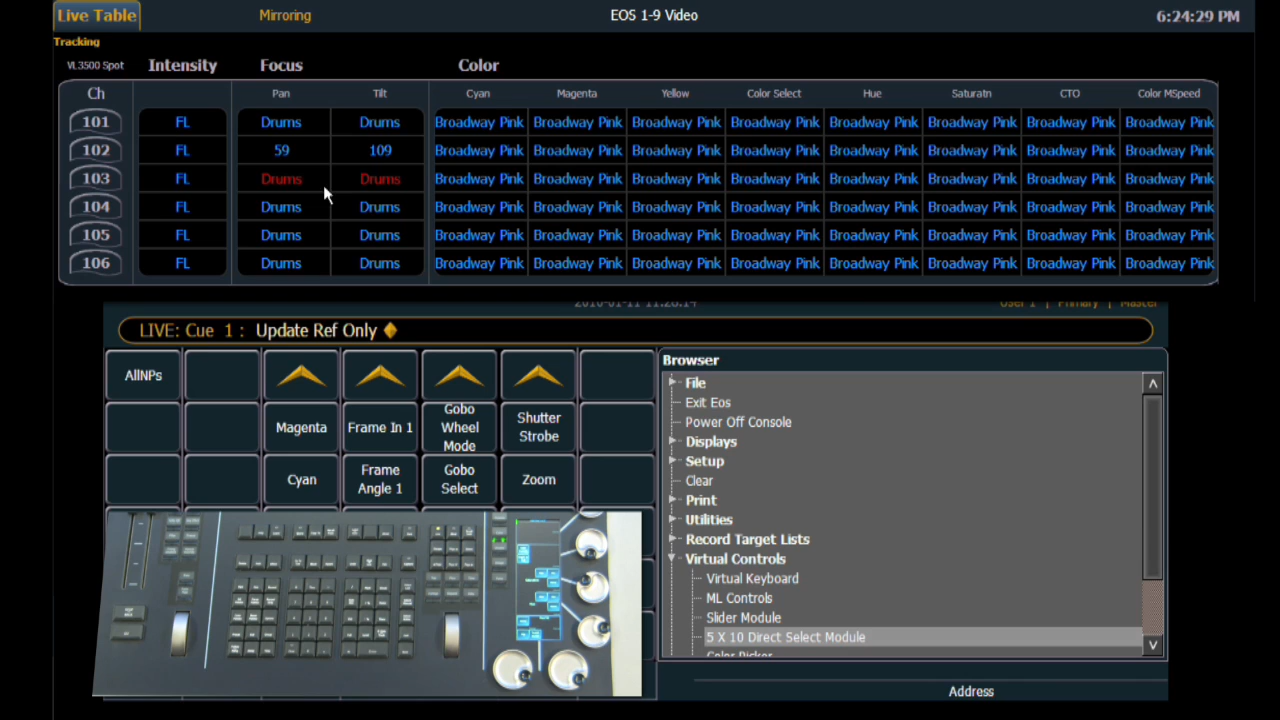 Live Table Mirroring EOS 1-9 Video 6:24:29 PM
Tracking
VL3500 Spot Intensity Focus Color
Ch Pan Tilt Cyan Magenta Yellow Color Select Hue Saturatn CTO Color MSpeed
101 FL Drums Drums Broadway Pink Broadway Pink Broadway Pink Broadway Pink Broadway Pink Broadway Pink Broadway Pink Broadway Pink
102 FL 59 109 Broadway Pink Broadway Pink Broadway Pink Broadway Pink Broadway Pink Broadway Pink Broadway Pink Broadway Pink
103 FL Drums Drums Broadway Pink Broadway Pink Broadway Pink Broadway Pink Broadway Pink Broadway Pink Broadway Pink Broadway Pink
104 FL Drums Drums Broadway Pink Broadway Pink Broadway Pink Broadway Pink Broadway Pink Broadway Pink Broadway Pink Broadway Pink
105 FL Drums Drums Broadway Pink Broadway Pink Broadway Pink Broadway Pink Broadway Pink Broadway Pink Broadway Pink Broadway Pink
106 FL Drums Drums Broadway Pink Broadway Pink Broadway Pink Broadway Pink Broadway Pink Broadway Pink Broadway Pink Broadway Pink
User 1 | Primary | Master
LIVE: Cue 1 : Update Ref Only
AllNPs
Magenta Frame In 1 Gobo Wheel Mode Shutter Strobe
Cyan Frame Angle 1 Gobo Select Zoom
Browser
File
Exit Eos
Power Off Console
Displays
Setup
Clear
Print
Utilities
Record Target Lists
Virtual Controls
Virtual Keyboard
ML Controls
Slider Module
5 X 10 Direct Select Module
Color Picker
Address